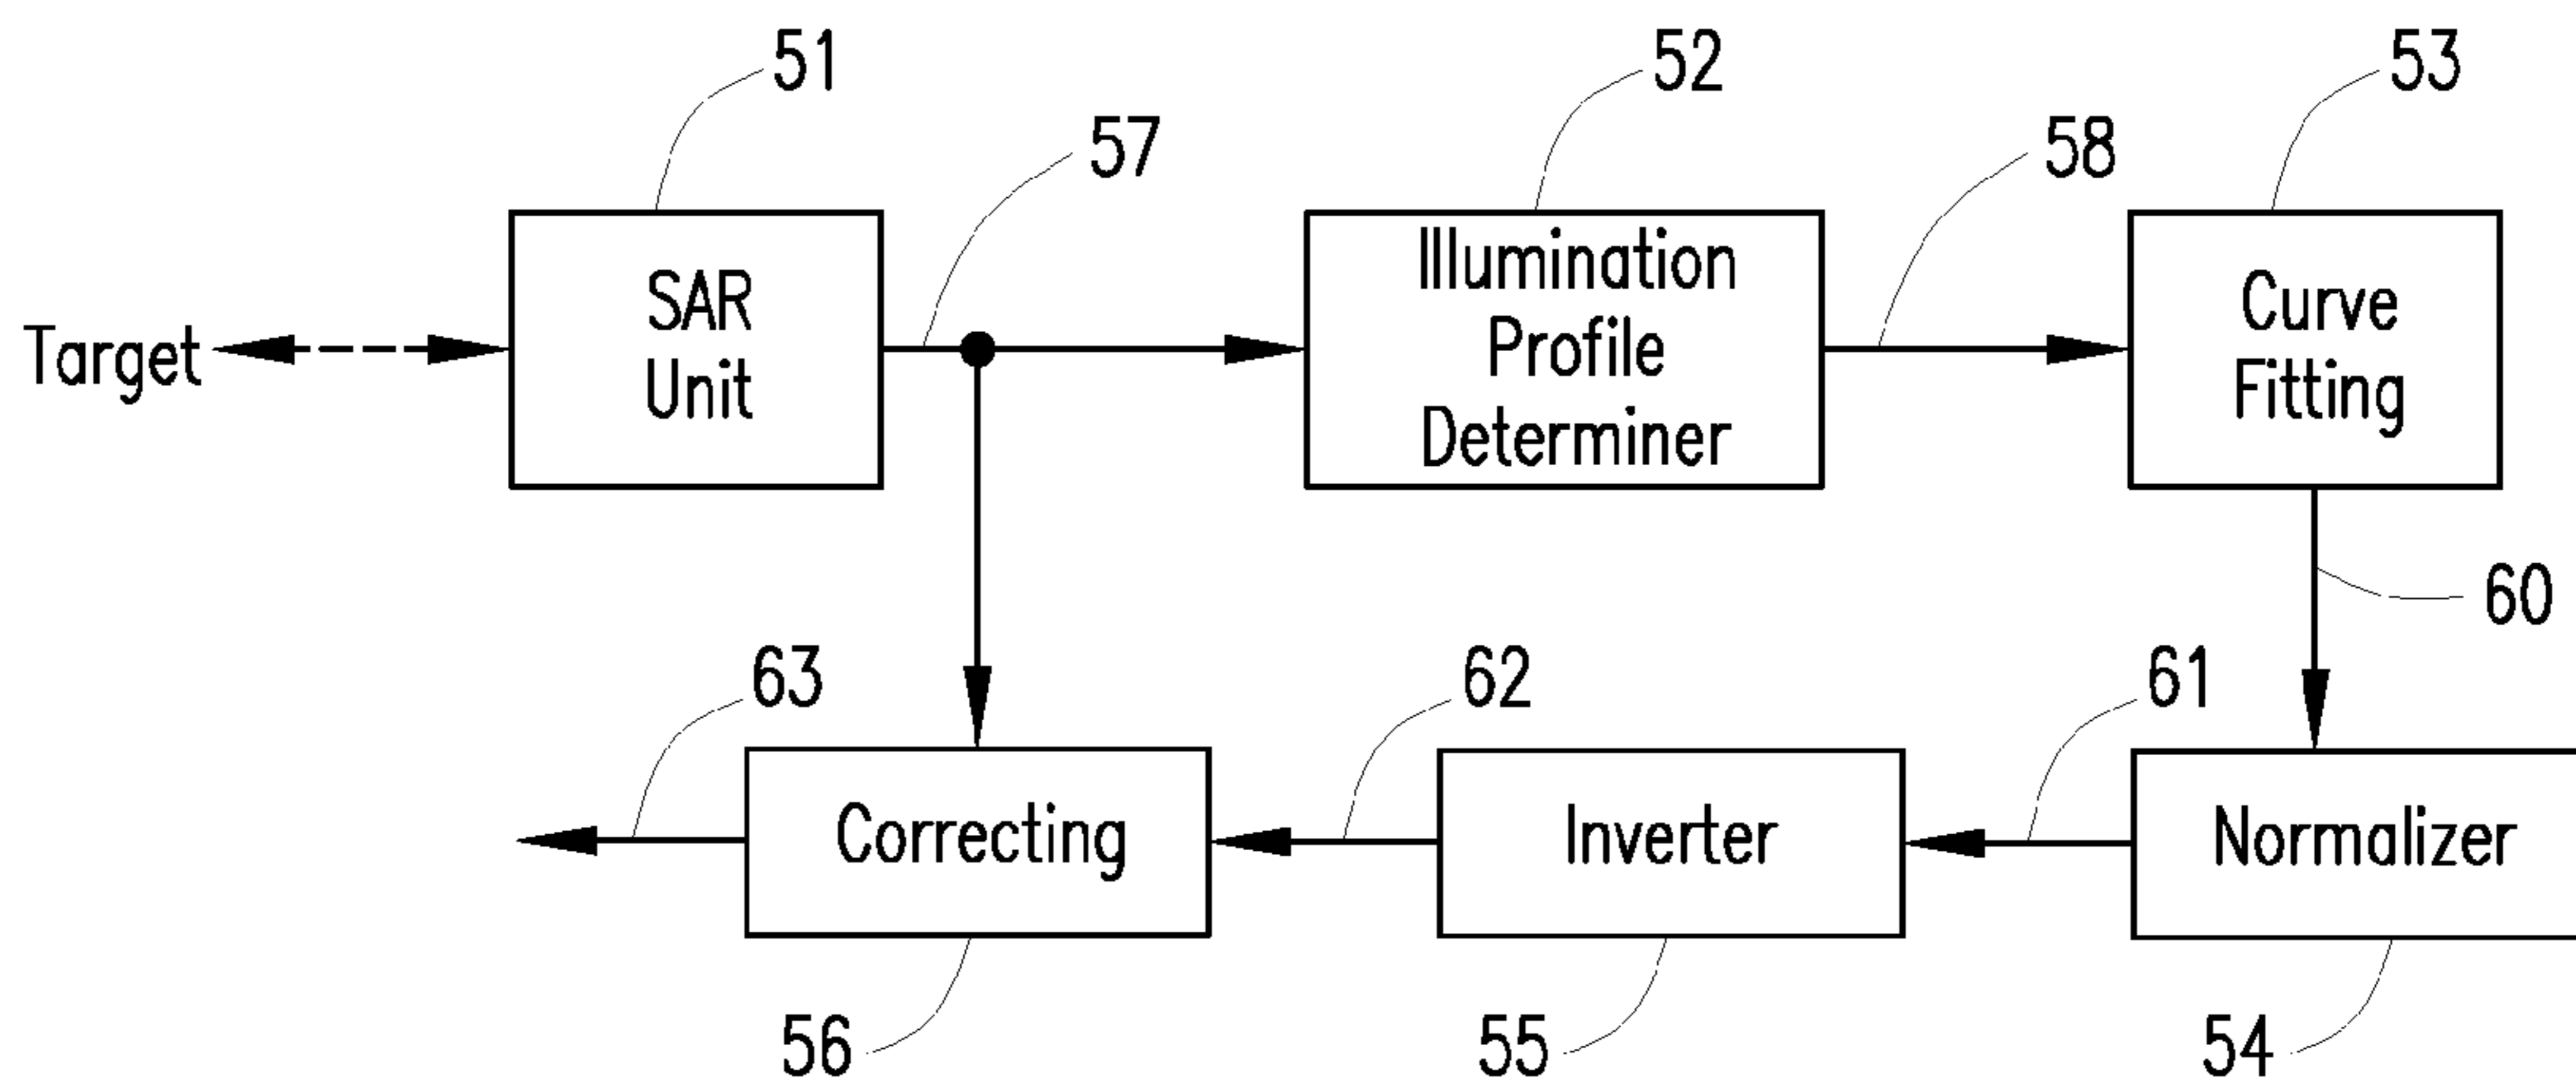 51
52
53
57
58
SAR
Unit
Illumination
Profile
Determiner
Curve
Fitting
Target
60
63
62
61
Correcting
Inverter
Normalizer
56
55
54